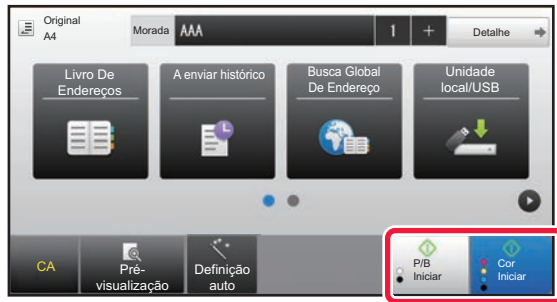 Original
A4
Morada AAA 1 + Detalhe
Livro De
Endereços
A enviar histórico
Busca Global
De Endereço
Unidade
local/USB
CA
Pré-
visualização
Definição
auto
P/B
Iniciar
Cor
Iniciar